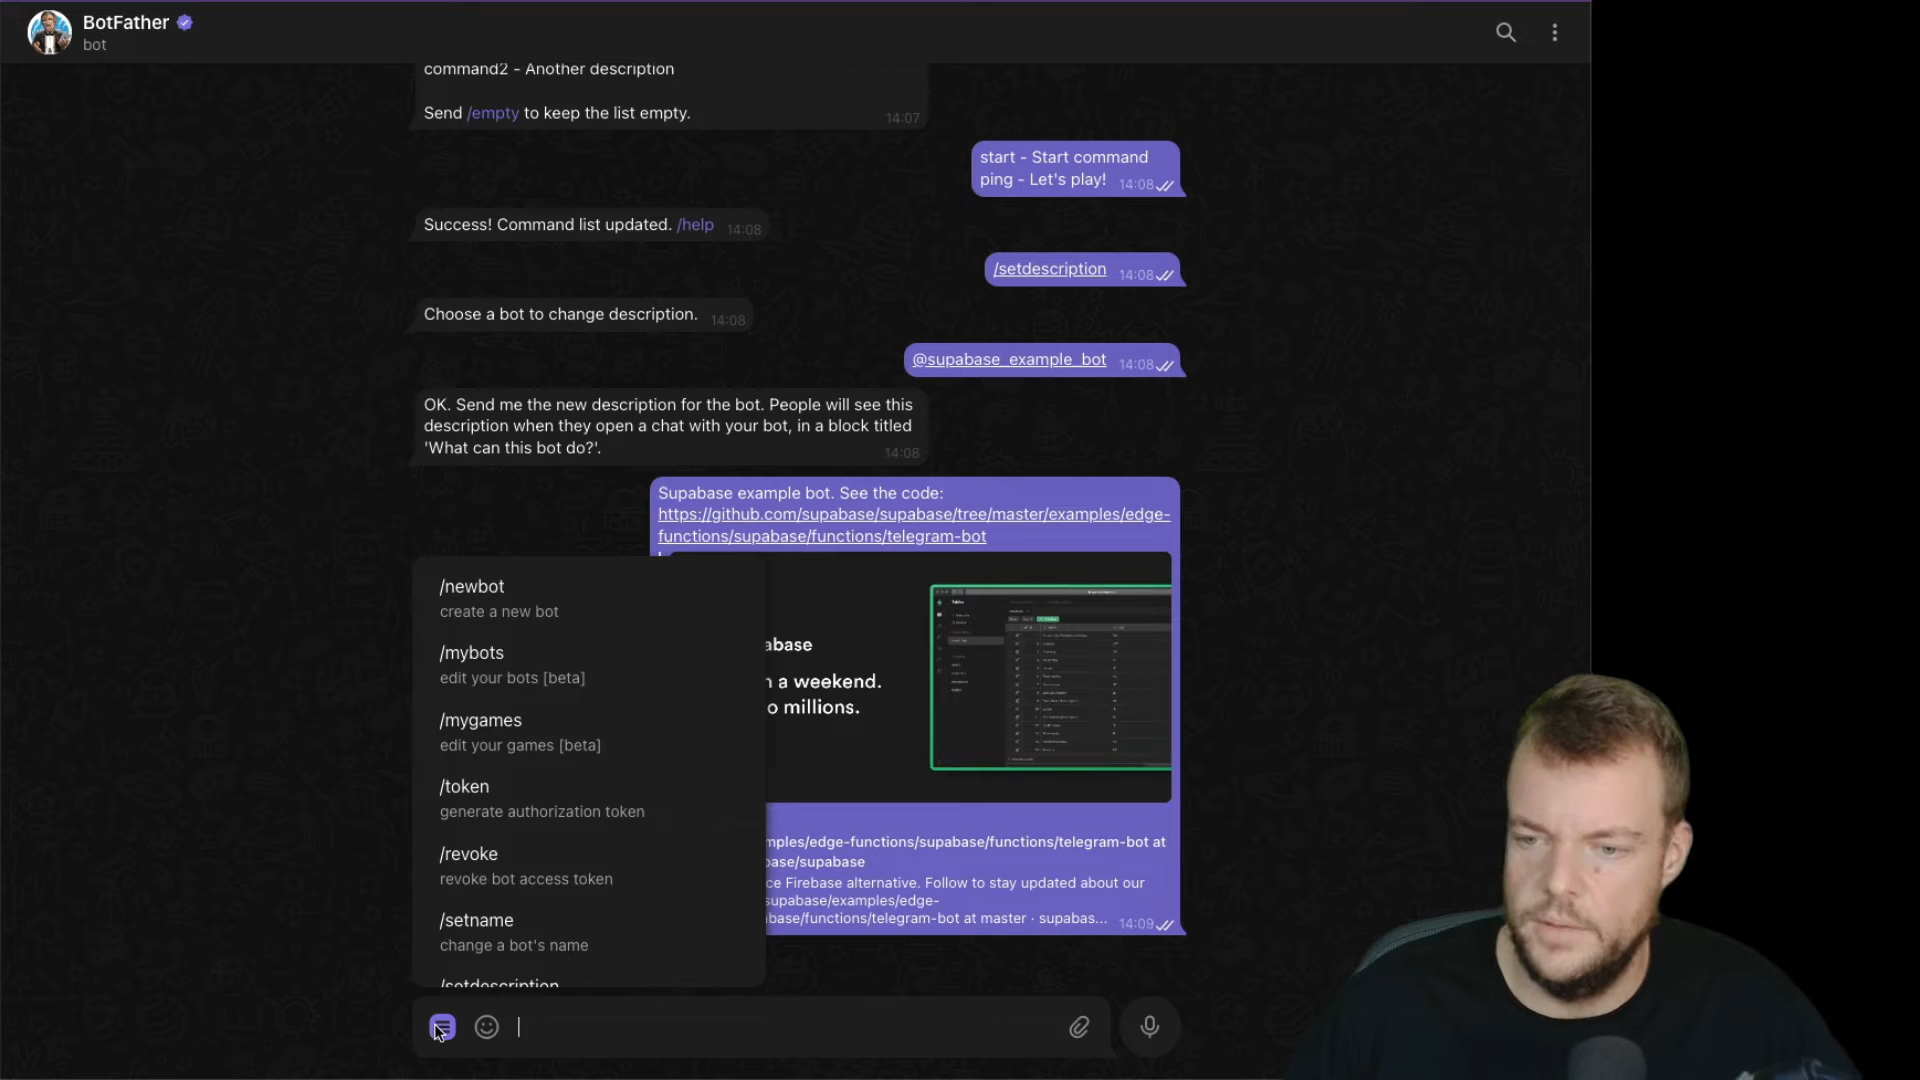 BotFather
bot
command2 - Another description
Send /empty to keep the list empty.
14:07
start - Start command
ping - Let's play!
14:08
Success! Command list updated. /help
14:08
/setdescription
14:08
Choose a bot to change description.
14:08
@supabase_example_bot
14:08
OK. Send me the new description for the bot. People will see this
description when they open a chat with your bot, in a block titled
'What can this bot do?'.
14:08
Supabase example bot. See the code:
https://github.com/supabase/supabase/tree/master/examples/edge-
functions/supabase/functions/telegram-bot
/newbot
create a new bot
/mybots
edit your bots [beta]
/mygames
edit your games [beta]
/token
generate authorization token
/revoke
revoke bot access token
/setname
change a bot's name
/setdescription
abase
n a weekend.
o millions.
mples/edge-functions/supabase/functions/telegram-bot at
base/supabase
ce Firebase alternative. Follow to stay updated about our
supabase/examples/edge-
base/functions/telegram-bot at master · supabas...
14:09